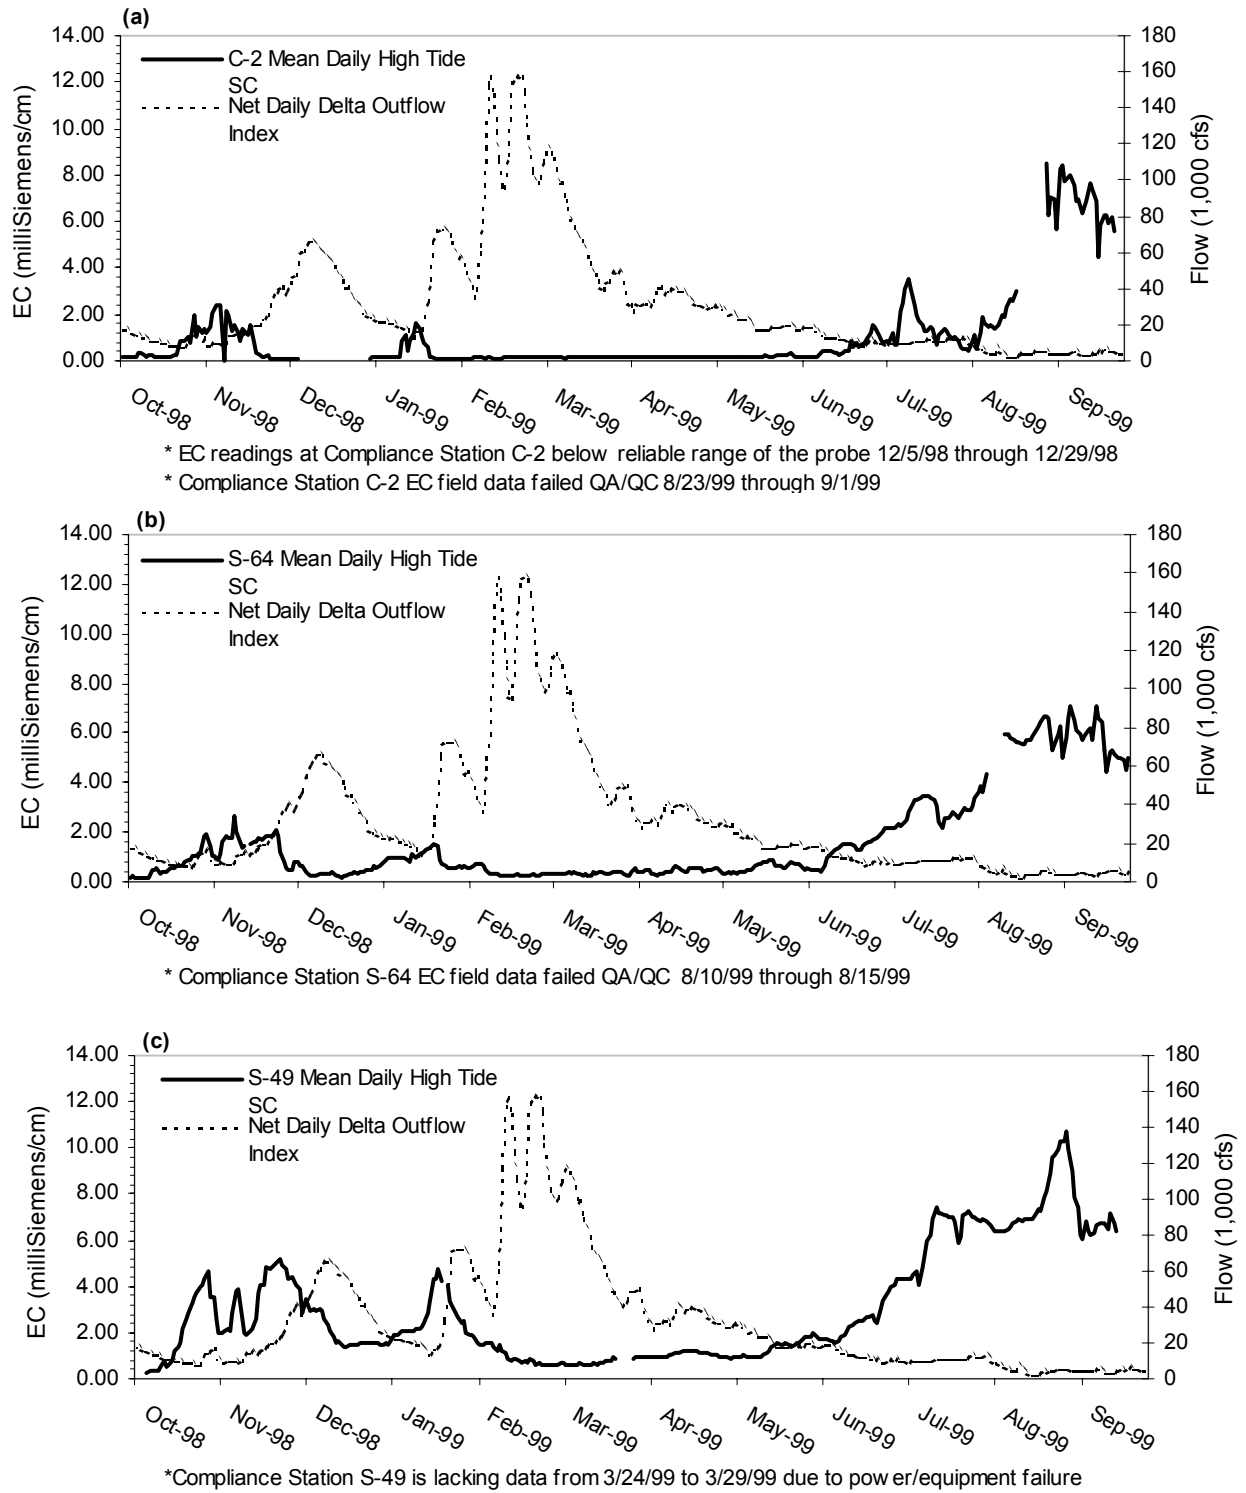 (a)
14.00
12.00
10.00
8.00
6.00
4.00
2.00
0.00
EC (milliSiemens/cm)
C-2 Mean Daily High Tide
SC
Net Daily Delta Outflow
Index
180
160
140
120
100
80
60
40
20
0
Flow (1,000 cfs)
Oct-98
Nov-98
Dec-98
Jan-99
Feb-99
Mar-99
Apr-99
May-99
Jun-99
Jul-99
Aug-99
Sep-99
* EC readings at Compliance Station C-2 below reliable range of the probe 12/5/98 through 12/29/98
* Compliance Station C-2 EC field data failed QA/QC 8/23/99 through 9/1/99
(b)
14.00
12.00
10.00
8.00
6.00
4.00
2.00
0.00
EC (milliSiemens/cm)
S-64 Mean Daily High Tide
SC
Net Daily Delta Outflow
Index
180
160
140
120
100
80
60
40
20
0
Flow (1,000 cfs)
Oct-98
Nov-98
Dec-98
Jan-99
Feb-99
Mar-99
Apr-99
May-99
Jun-99
Jul-99
Aug-99
Sep-99
* Compliance Station S-64 EC field data failed QA/QC 8/10/99 through 8/15/99
(c)
14.00
12.00
10.00
8.00
6.00
4.00
2.00
0.00
EC (milliSiemens/cm)
S-49 Mean Daily High Tide
SC
Net Daily Delta Outflow
Index
180
160
140
120
100
80
60
40
20
0
Flow (1,000 cfs)
Oct-98
Nov-98
Dec-98
Jan-99
Feb-99
Mar-99
Apr-99
May-99
Jun-99
Jul-99
Aug-99
Sep-99
*Compliance Station S-49 is lacking data from 3/24/99 to 3/29/99 due to power/equipment failure